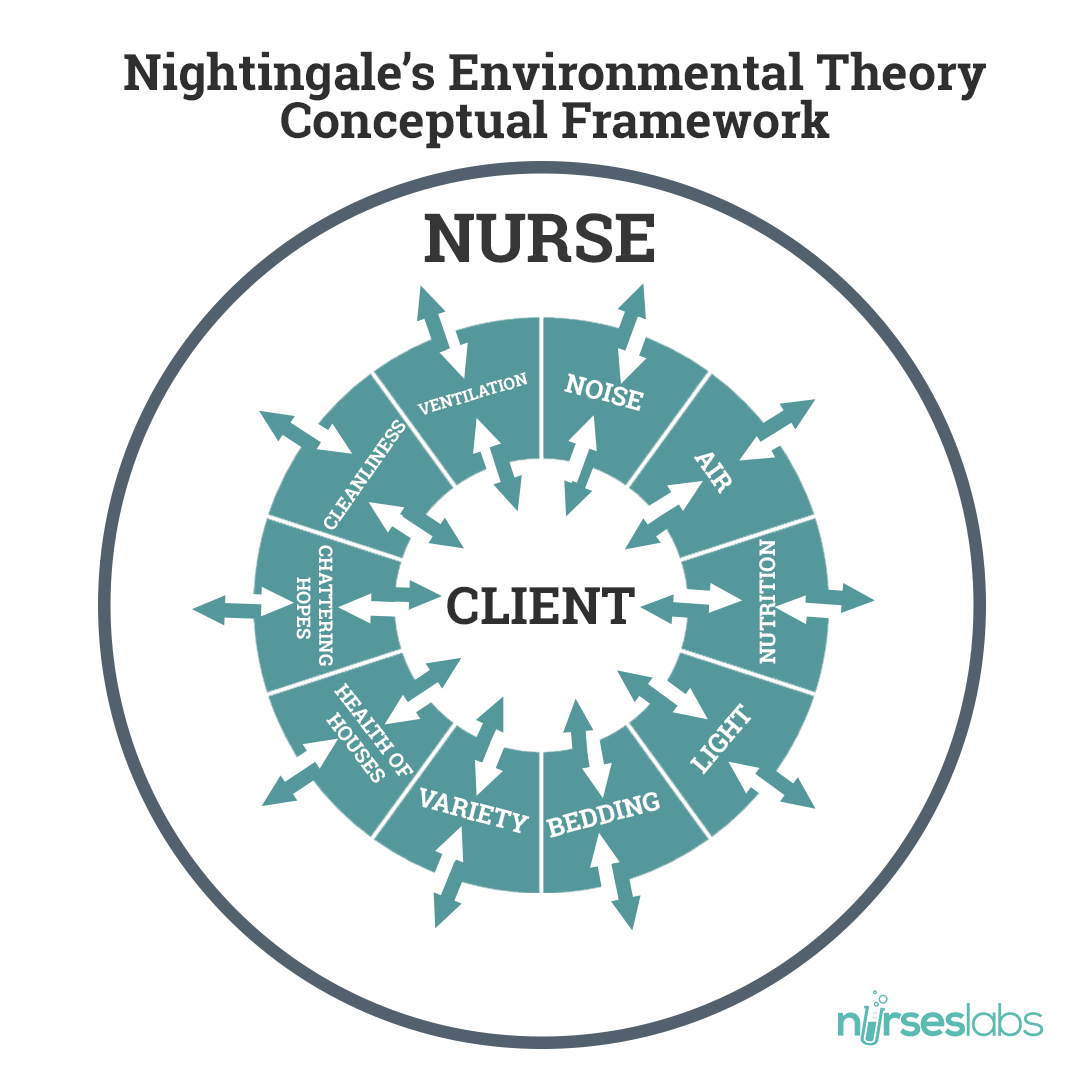 Nightingale’s Environmental Theory
Conceptual Framework
NURSE
VENTILATION
NOISE
CLEANLINESS
AIR
CHATTERING
HOPES
CLIENT
NUTRITION
HEALTH OF
HOUSES
LIGHT
VARIETY
BEDDING
nurseslabs